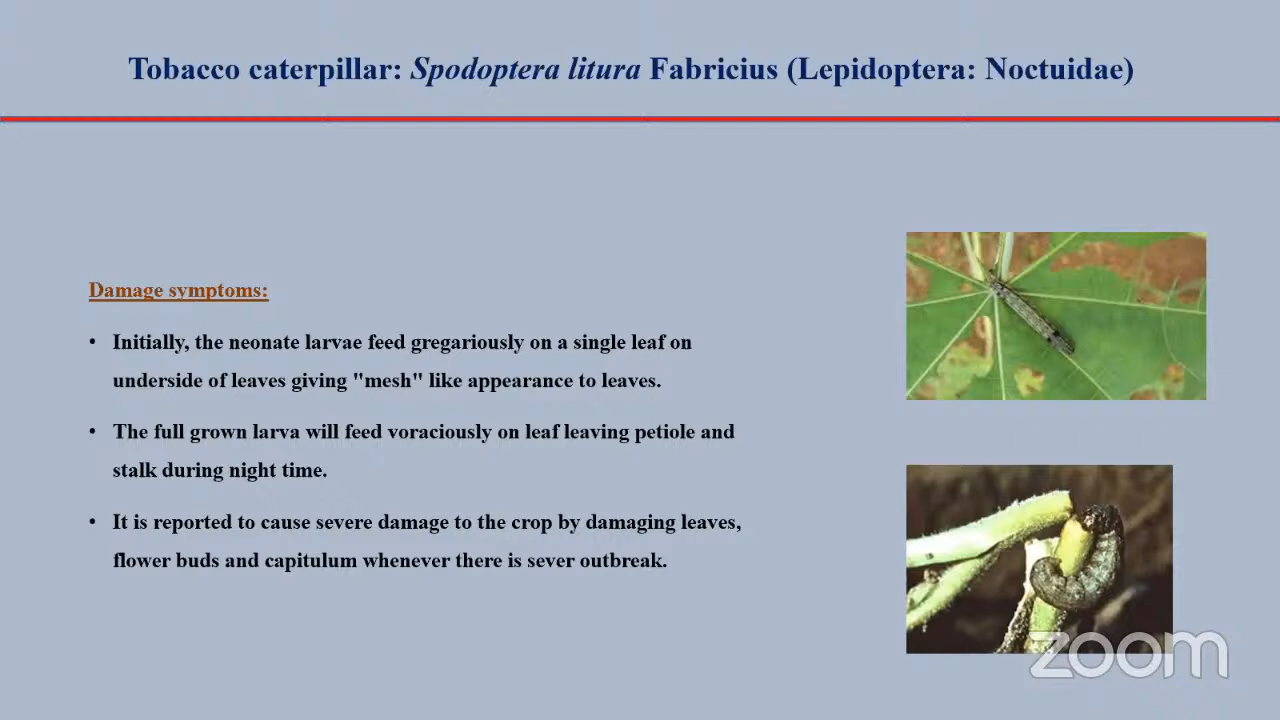 Tobacco caterpillar: Spodoptera litura Fabricius (Lepidoptera: Noctuidae)
Damage symptoms:
• Initially, the neonate larvae feed gregariously on a single leaf on
underside of leaves giving "mesh" like appearance to leaves.
• The full grown larva will feed voraciously on leaf leaving petiole and
stalk during night time.
• It is reported to cause severe damage to the crop by damaging leaves,
flower buds and capitulum whenever there is sever outbreak.
zoom